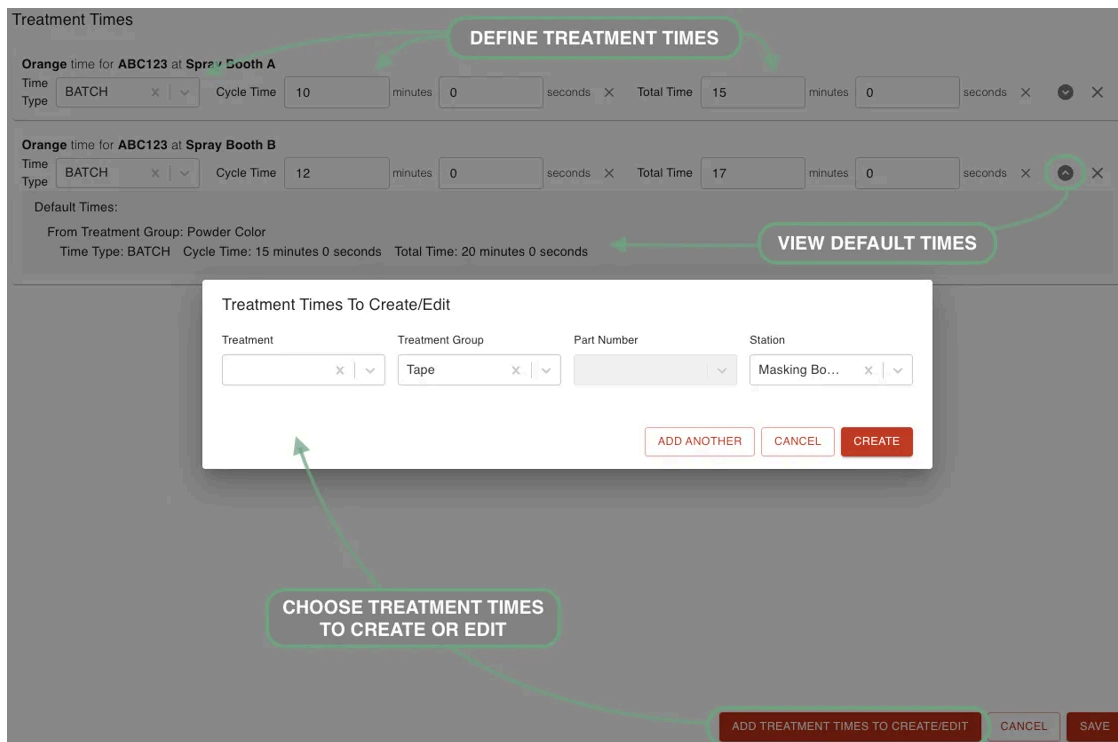 Treatment Times
DEFINE TREATMENT TIMES
Orange time for ABC123 at Spray Booth A
Time Type BATCH Cycle Time 10 minutes 0 seconds Total Time 15 minutes 0 seconds
Orange time for ABC123 at Spray Booth B
Time Type BATCH Cycle Time 12 minutes 0 seconds Total Time 17 minutes 0 seconds
Default Times:
From Treatment Group: Powder Color
Time Type: BATCH Cycle Time: 15 minutes 0 seconds Total Time: 20 minutes 0 seconds
VIEW DEFAULT TIMES
Treatment Times To Create/Edit
Treatment Treatment Group Part Number Station
Tape Masking Bo...
ADD ANOTHER CANCEL CREATE
CHOOSE TREATMENT TIMES
TO CREATE OR EDIT
ADD TREATMENT TIMES TO CREATE/EDIT CANCEL SAVE